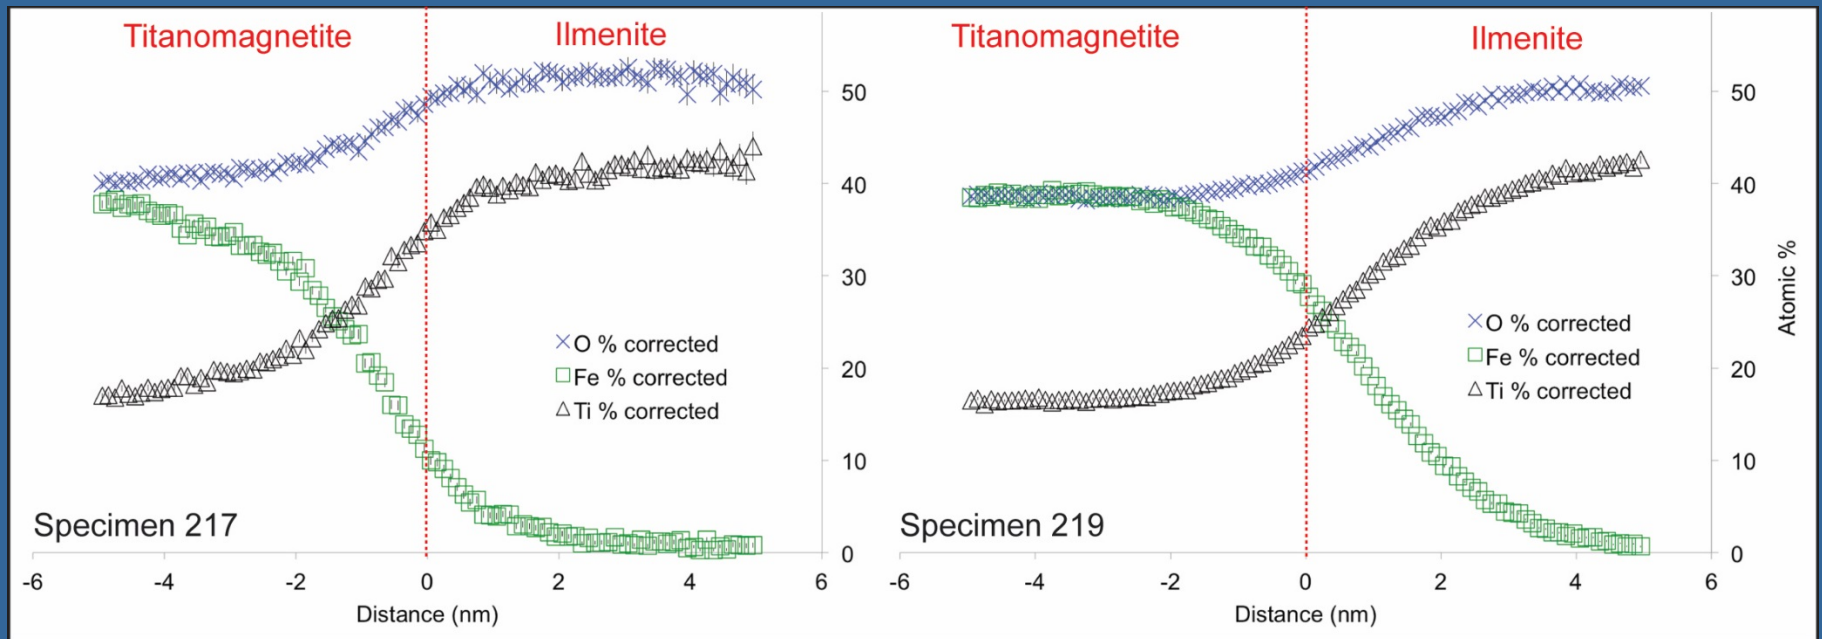 Titanomagnetite
Ilmenite
50
40
30
20
10
0
O % corrected
Fe % corrected
Ti % corrected
Specimen 217
-6 -4 -2 0 2 4 6
Distance (nm)
Titanomagnetite
Ilmenite
50
40
30
20
10
0
Atomic %
O % corrected
Fe % corrected
Ti % corrected
Specimen 219
-6 -4 -2 0 2 4 6
Distance (nm)